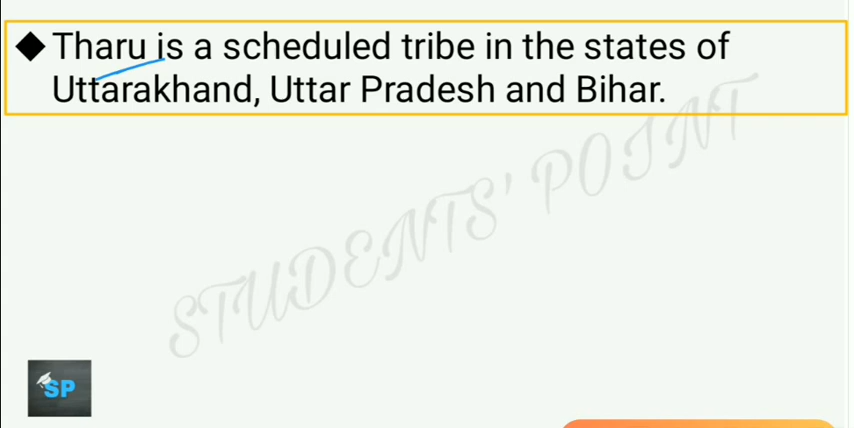 ◆ Tharu is a scheduled tribe in the states of
Uttarakhand, Uttar Pradesh and Bihar.
STUDENTS' POINT
SP